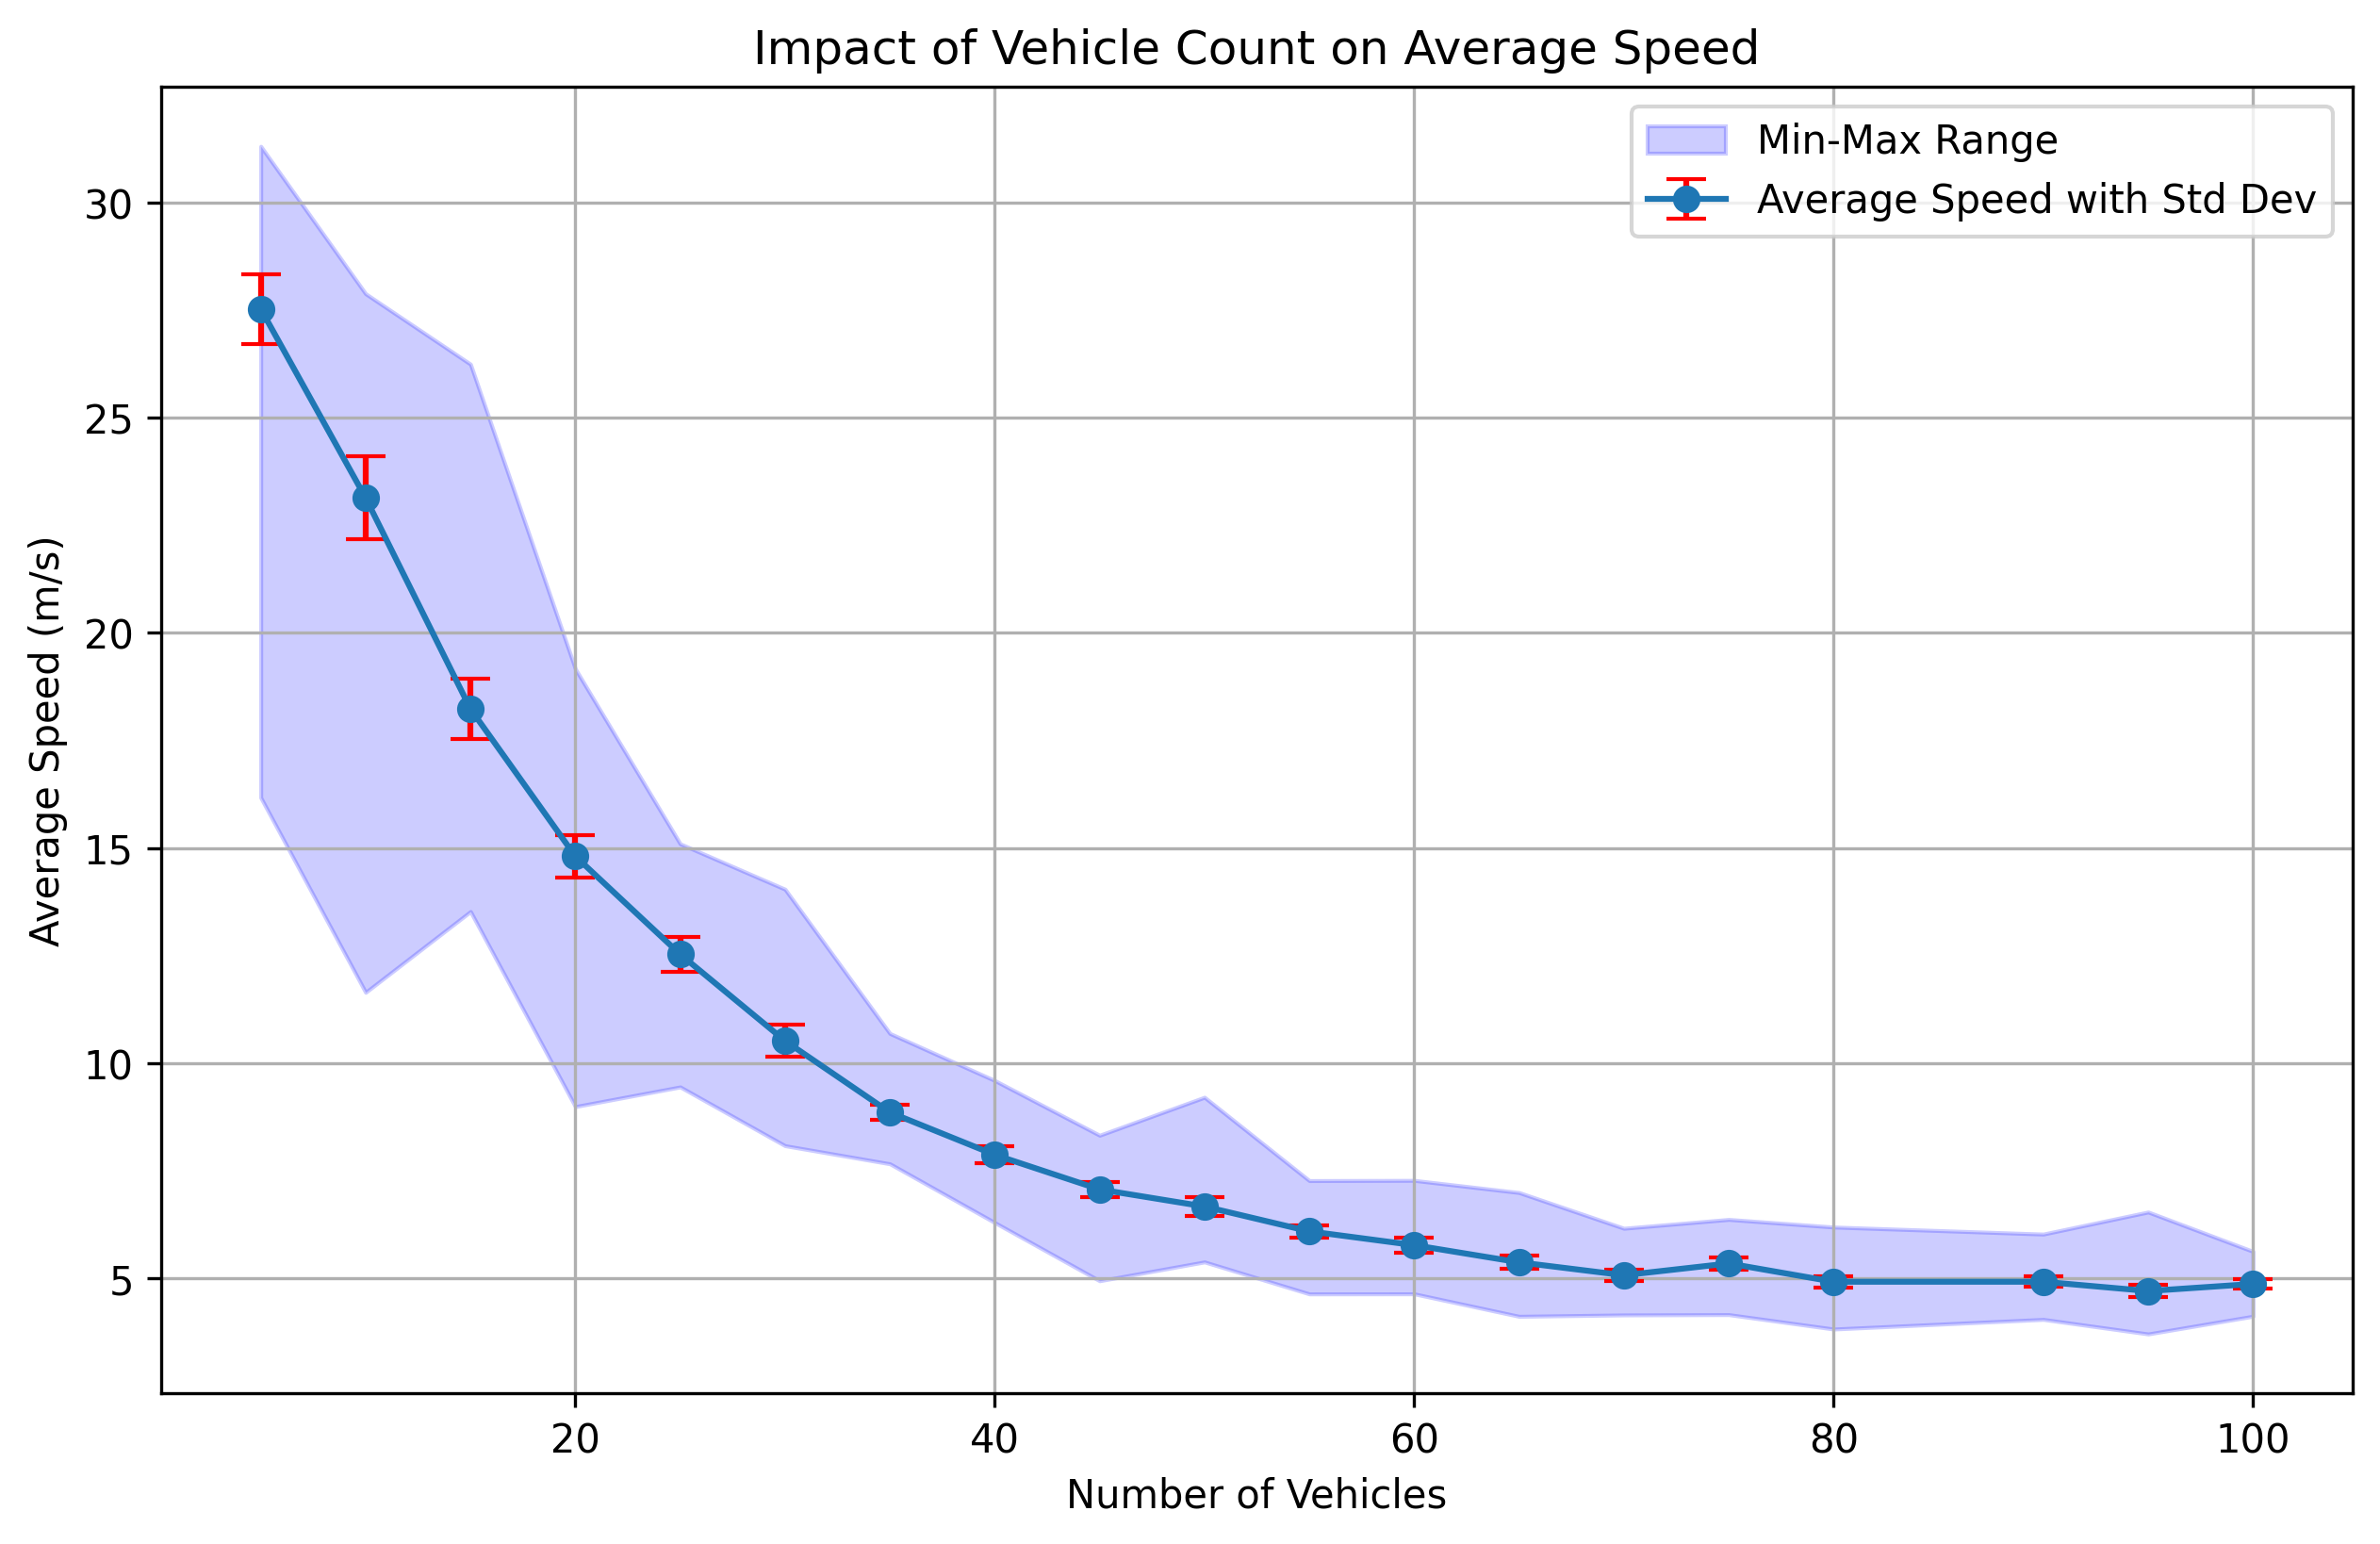 Impact of Vehicle Count on Average Speed
Min-Max Range
Average Speed with Std Dev
Average Speed (m/s)
30
25
20
15
10
5
20 40 60 80 100
Number of Vehicles